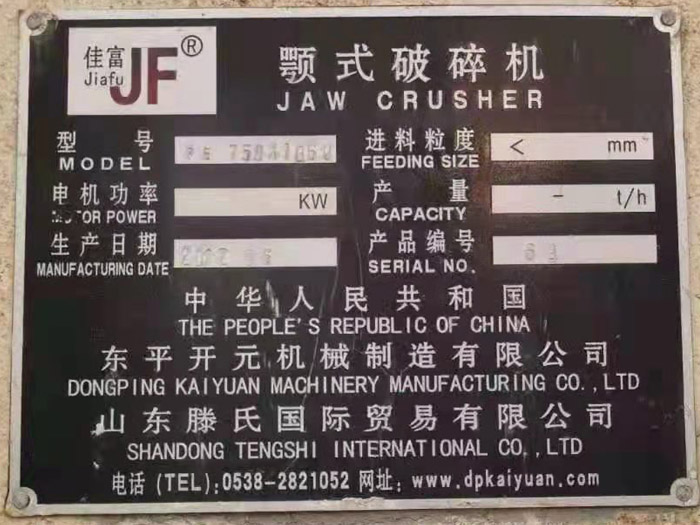 佳富
Jiafu
JF®
颚式破碎机
JAW CRUSHER
型号
MODEL
进料粒度 < mm
FEEDING SIZE
电机功率 KW
MOTOR POWER
产量 - t/h
CAPACITY
生产日期
MANUFACTURING DATE
产品编号
SERIAL NO.
中华人民共和国
THE PEOPLE'S REPUBLIC OF CHINA
东平开元机械制造有限公司
DONGPING KAIYUAN MACHINERY MANUFACTURING CO.,LTD
山东滕氏国际贸易有限公司
SHANDONG TENGSHI INTERNATIONAL CO.,LTD
电话 (TEL):0538-2821052 网址: www.dpkaiyuan.com